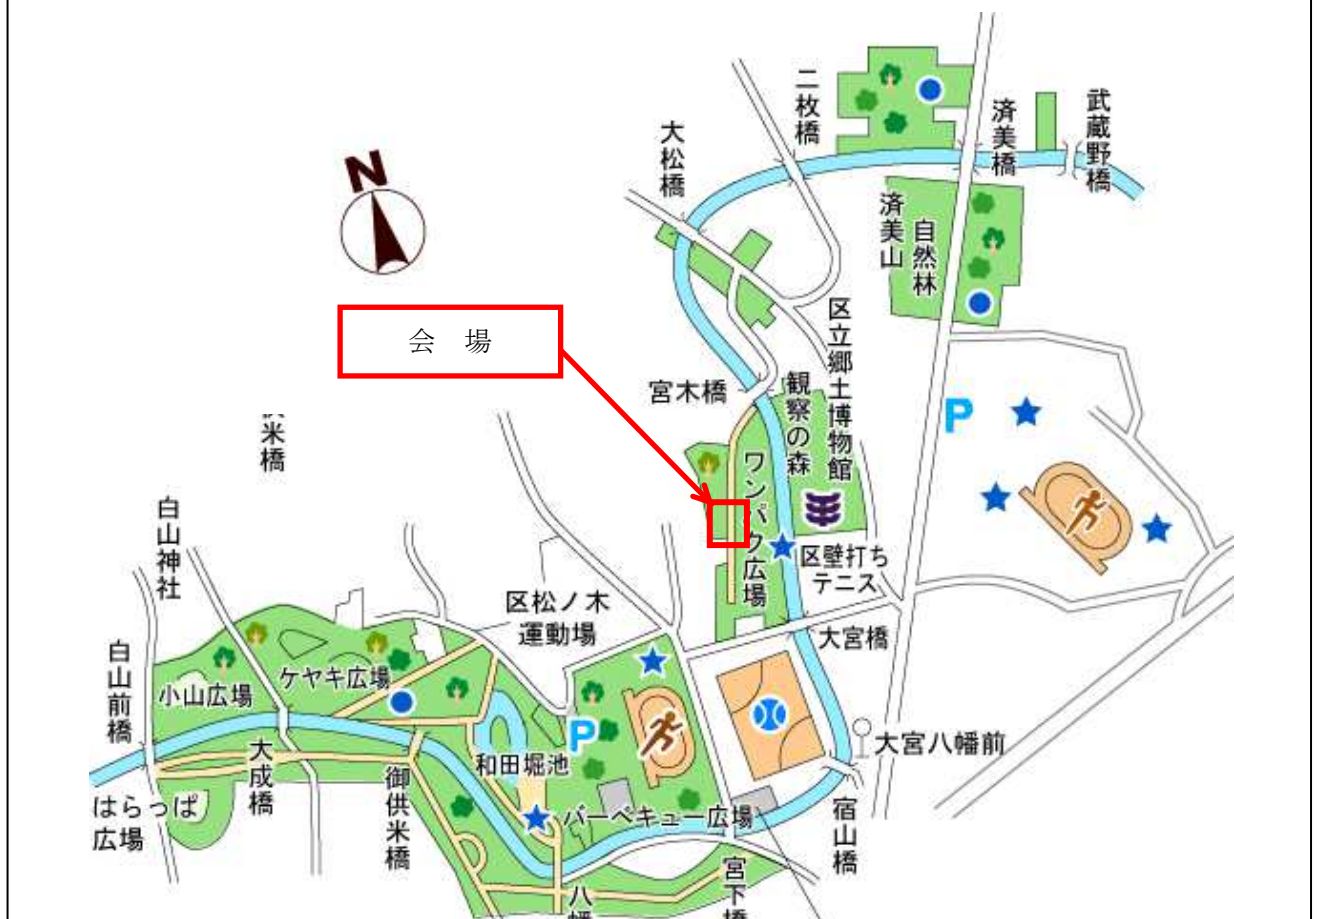 二枚橋
武蔵野橋
済美橋
大松橋
N
済美山
自然林
区立郷土博物館
会 場
観察の森
宮木橋
P
米橋
ワンパク広場
白山神社
区壁打ち
テニス
区松ノ木
運動場
大宮橋
白山前橋
ケヤキ広場
小山広場
P
大宮八幡前
大成橋
和田堀池
御供米橋
はらっぱ
広場
バーベキュー広場
宿山橋
宮下
八